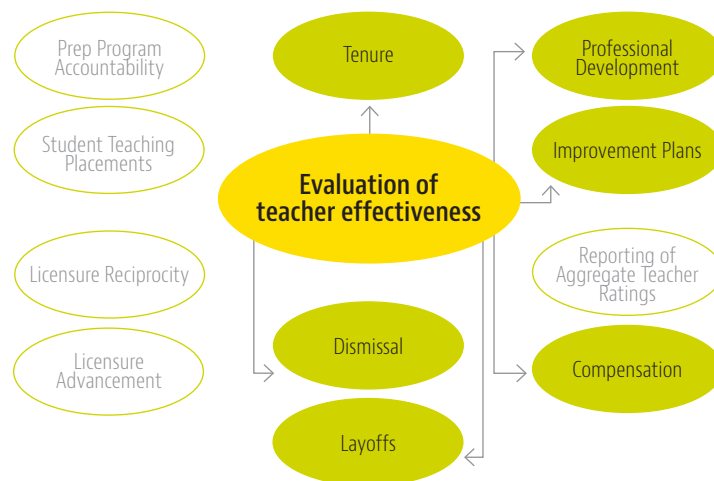 Prep Program
Accountability
Tenure
Professional
Development
Student Teaching
Placements
Improvement Plans
Evaluation of
teacher effectiveness
Licensure Reciprocity
Reporting of
Aggregate Teacher
Ratings
Dismissal
Licensure
Advancement
Compensation
Layoffs